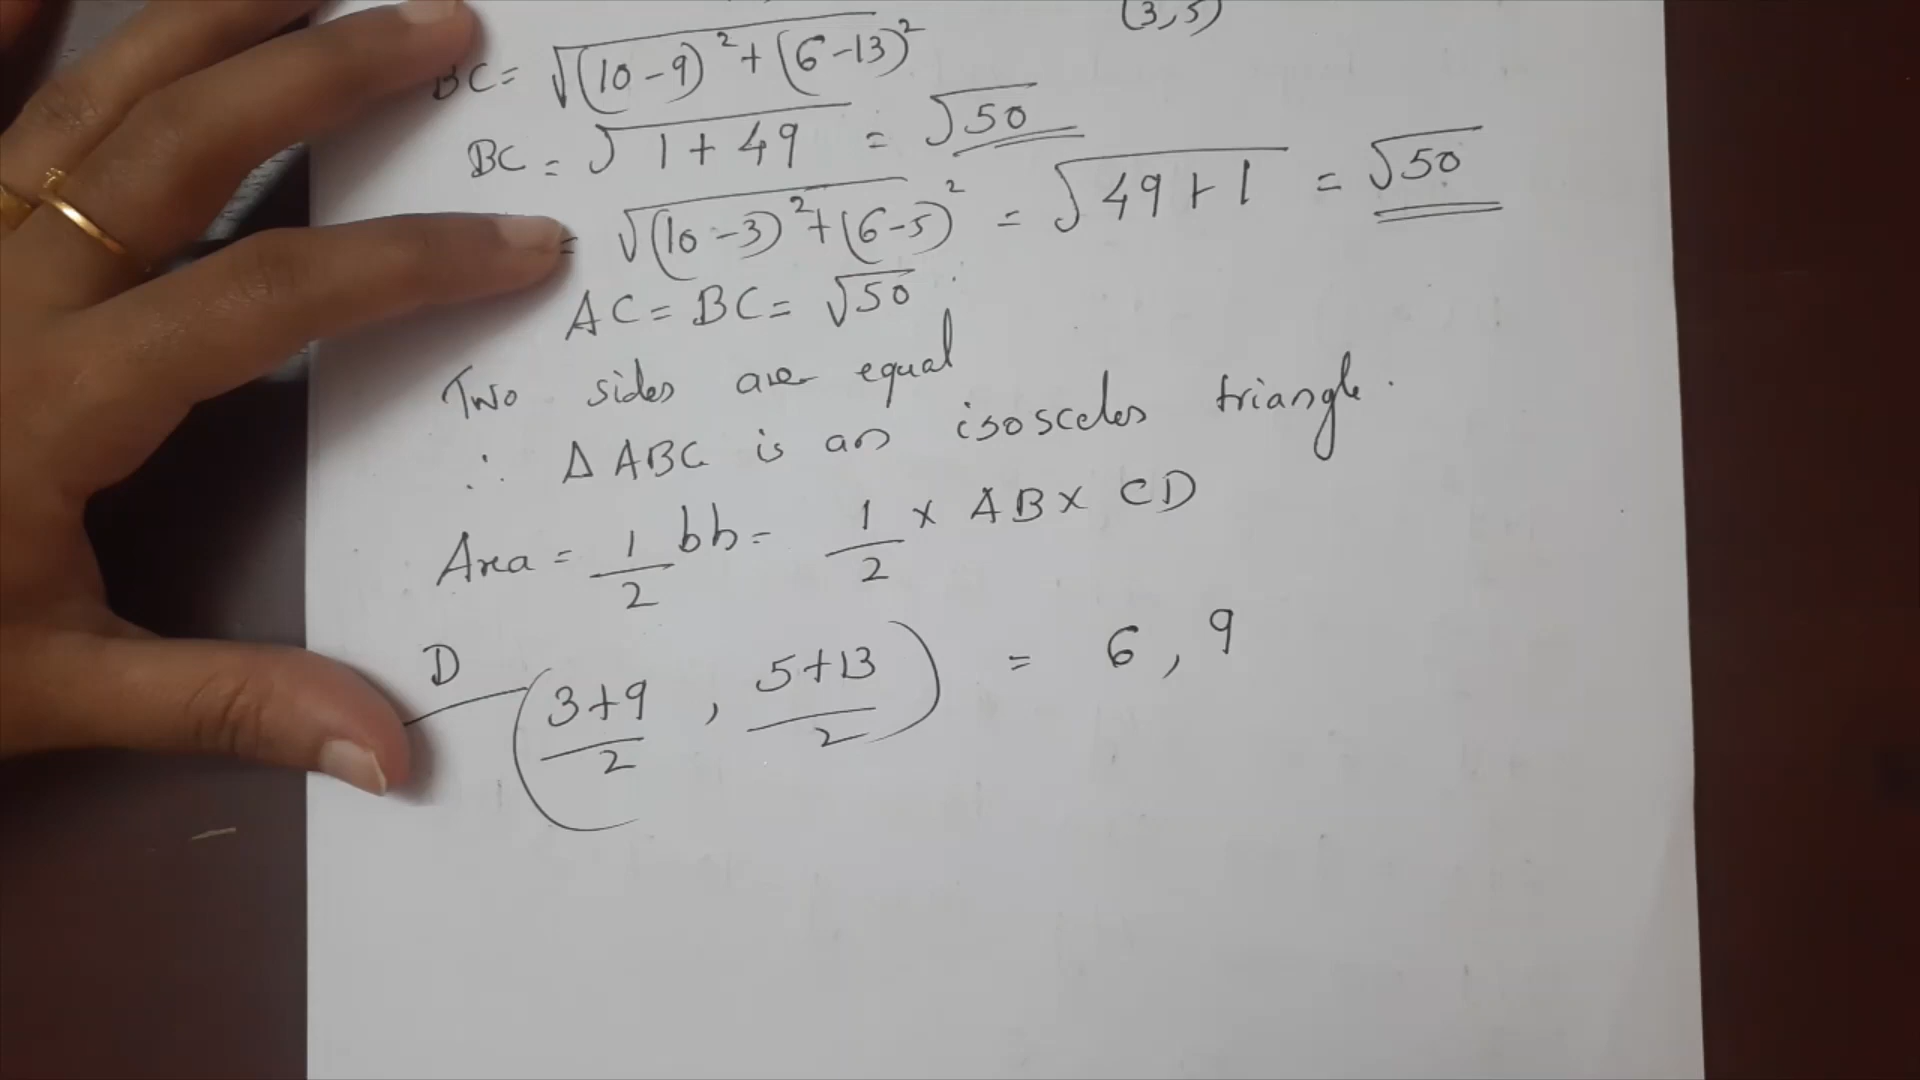 (3,5)
BC = √(10-9)² + (6-13)²
BC = √1+49 = √50
= √(10-3)² + (6-5)² = √49+1 = √50
AC = BC = √50
Two sides are equal
∴ Δ ABC is an isosceles triangle.
Area = 1/2 bh = 1/2 × AB × CD
D (3+9/2 , 5+13/2) = 6, 9